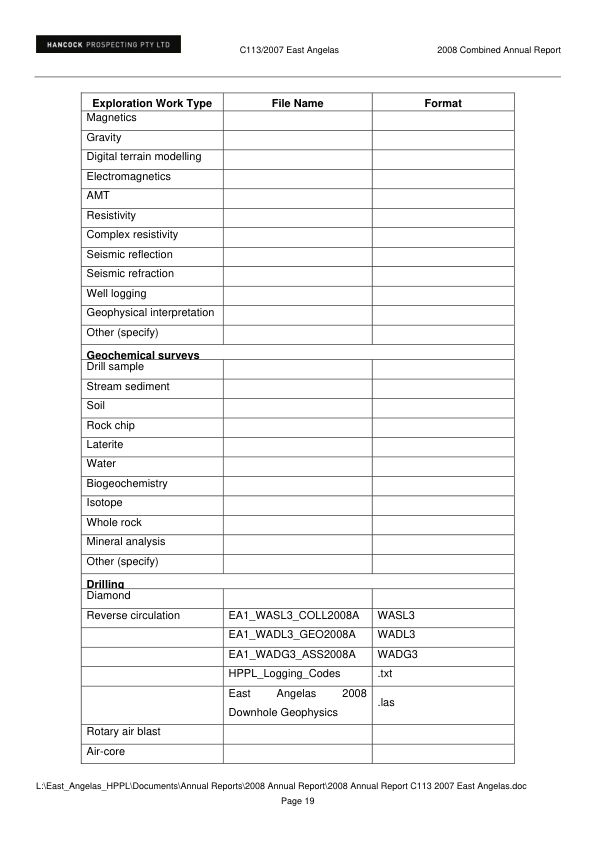 HANCOCK PROSPECTING PTY LTD
C113/2007 East Angelas
2008 Combined Annual Report
Exploration Work Type File Name Format
Magnetics
Gravity
Digital terrain modelling
Electromagnetics
AMT
Resistivity
Complex resistivity
Seismic reflection
Seismic refraction
Well logging
Geophysical interpretation
Other (specify)
Geochemical surveys
Drill sample
Stream sediment
Soil
Rock chip
Laterite
Water
Biogeochemistry
Isotope
Whole rock
Mineral analysis
Other (specify)
Drilling
Diamond
Reverse circulation EA1_WASL3_COLL2008A WASL3
EA1_WADL3_GEO2008A WADL3
EA1_WADG3_ASS2008A WADG3
HPPL_Logging_Codes .txt
East Angelas 2008
Downhole Geophysics
.las
Rotary air blast
Air-core
L:\East_Angelas_HPPL\Documents\Annual Reports\2008 Annual Report\2008 Annual Report C113 2007 East Angelas.doc
Page 19